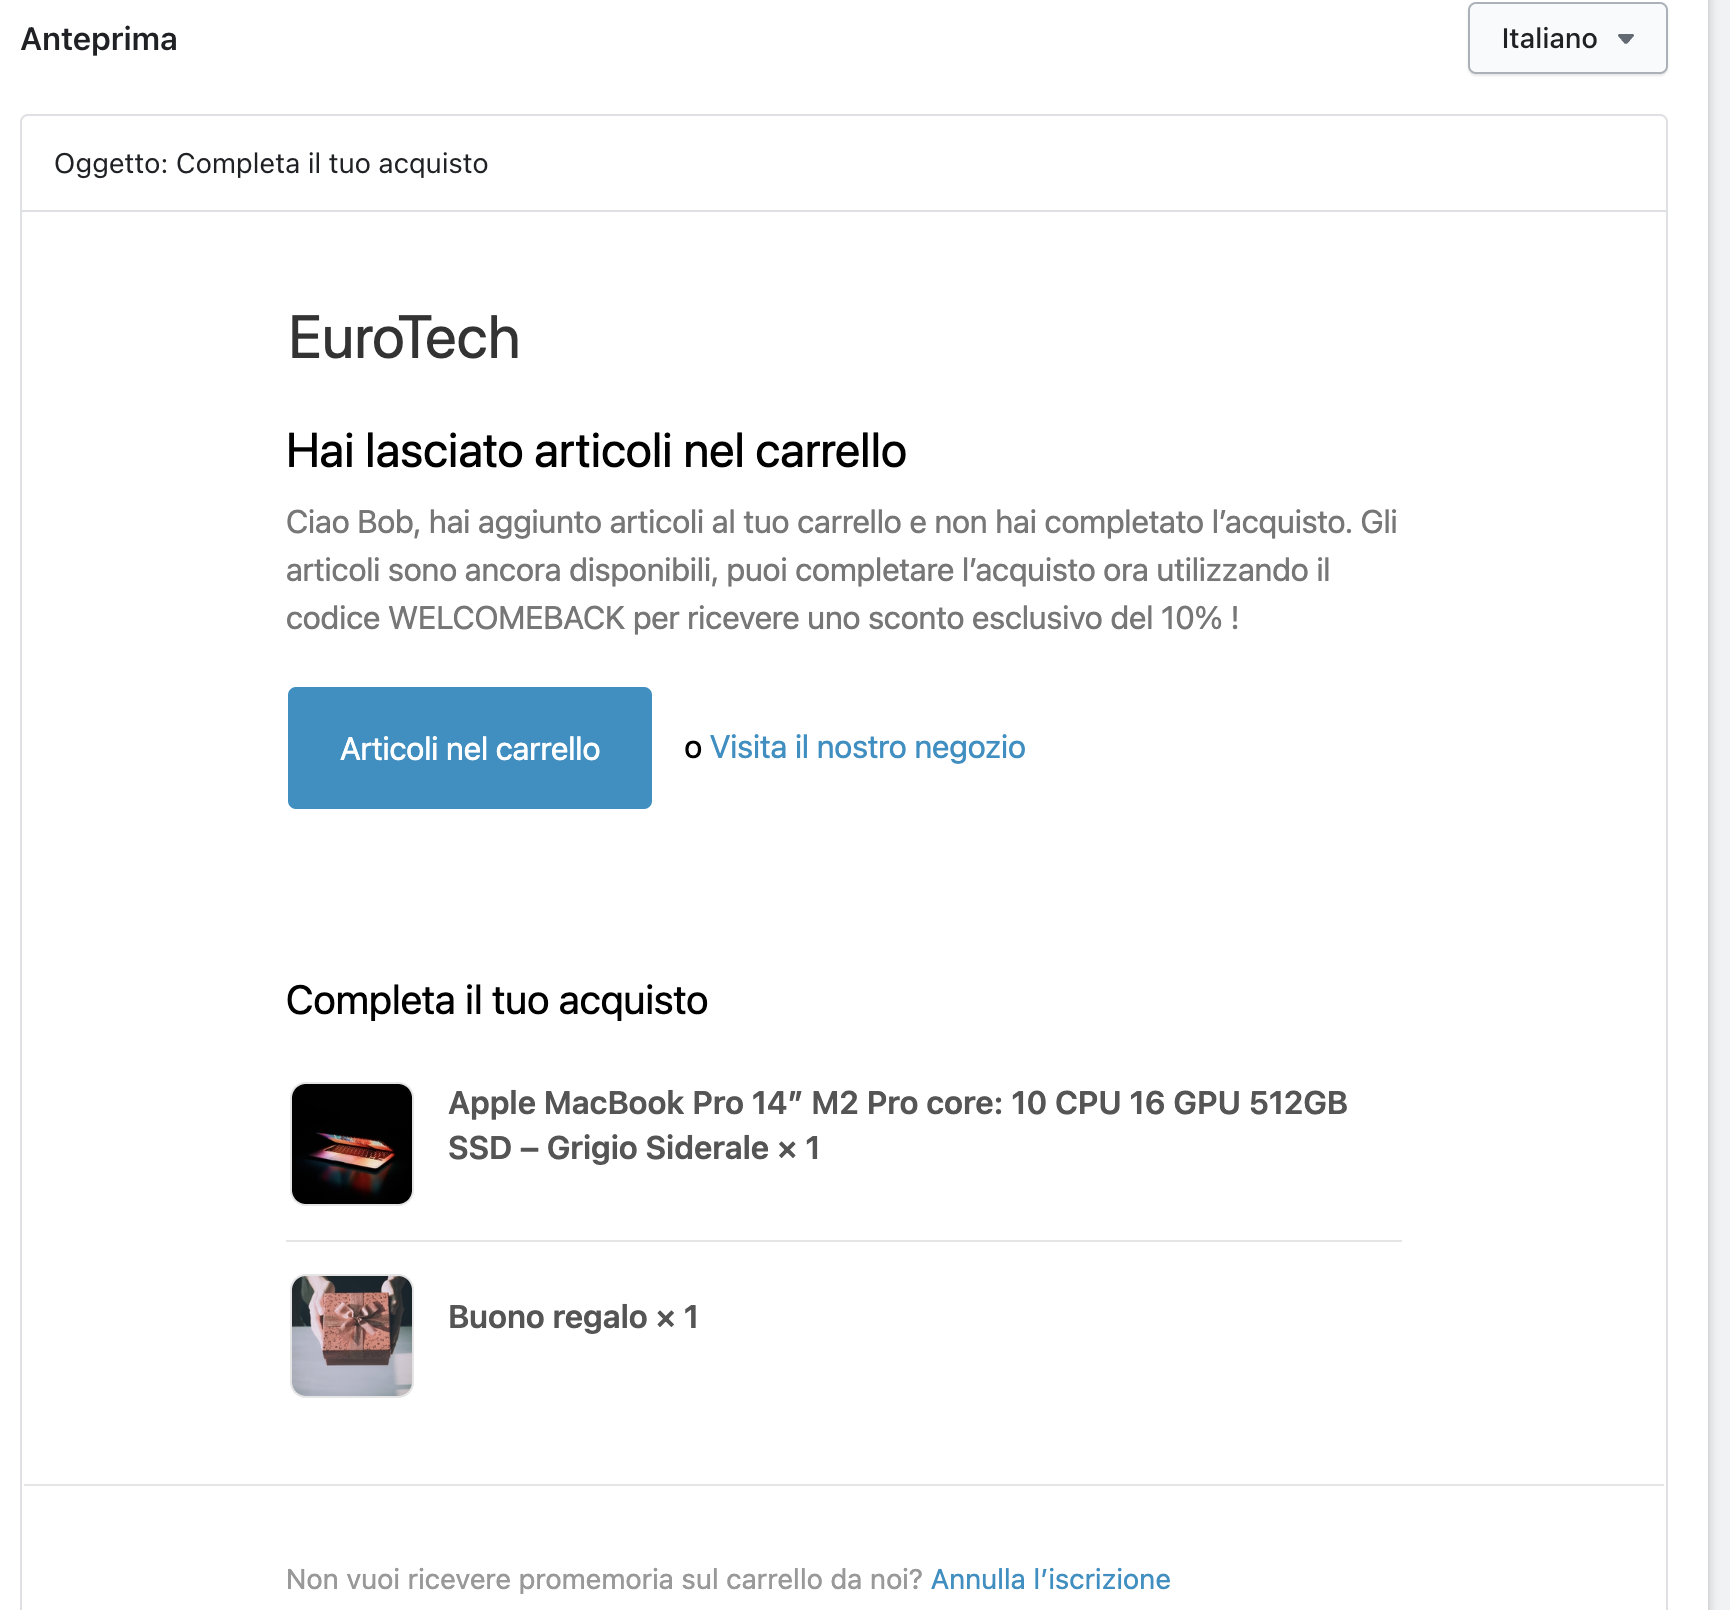 Anteprima
Italiano
Oggetto: Completa il tuo acquisto
EuroTech
Hai lasciato articoli nel carrello
Ciao Bob, hai aggiunto articoli al tuo carrello e non hai completato l’acquisto. Gli
articoli sono ancora disponibili, puoi completare l’acquisto ora utilizzando il
codice WELCOMEBACK per ricevere uno sconto esclusivo del 10% !
Articoli nel carrello
o Visita il nostro negozio
Completa il tuo acquisto
Apple MacBook Pro 14” M2 Pro core: 10 CPU 16 GPU 512GB
SSD – Grigio Siderale × 1
Buono regalo × 1
Non vuoi ricevere promemoria sul carrello da noi? Annulla l’iscrizione